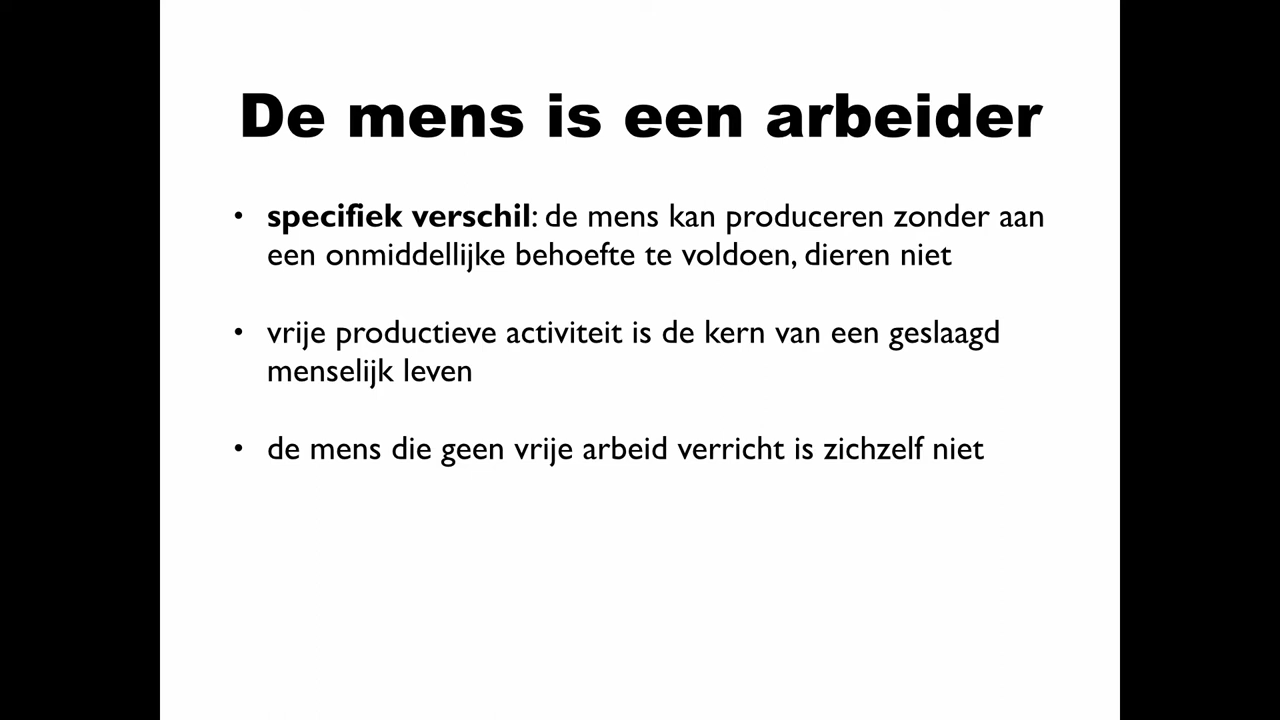 De mens is een arbeider
• specifiek verschil: de mens kan produceren zonder aan
een onmiddellijke behoefte te voldoen, dieren niet
• vrije productieve activiteit is de kern van een geslaagd
menselijk leven
• de mens die geen vrije arbeid verricht is zichzelf niet